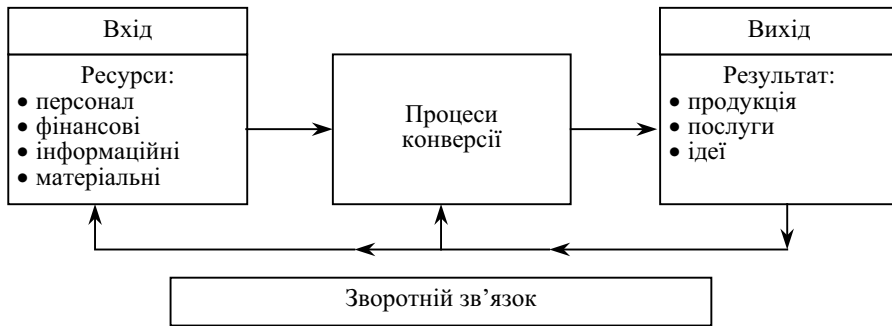 Вхід
Ресурси:
• персонал
• фінансові
• інформаційні
• матеріальні
Процеси
конверсії
Вихід
Результат:
• продукція
• послуги
• ідеї
Зворотній зв’язок